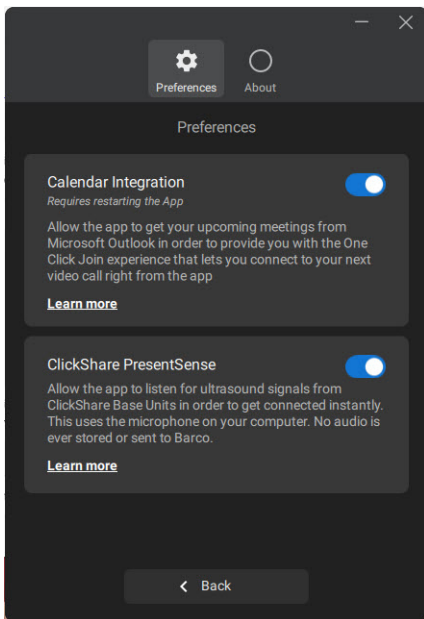 Preferences About
Preferences
Calendar Integration
Requires restarting the App
Allow the app to get your upcoming meetings from
Microsoft Outlook in order to provide you with the One
Click Join experience that lets you connect to your next
video call right from the app
Learn more
ClickShare PresentSense
Allow the app to listen for ultrasound signals from
ClickShare Base Units in order to get connected instantly.
This uses the microphone on your computer. No audio is
ever stored or sent to Barco.
Learn more
Back